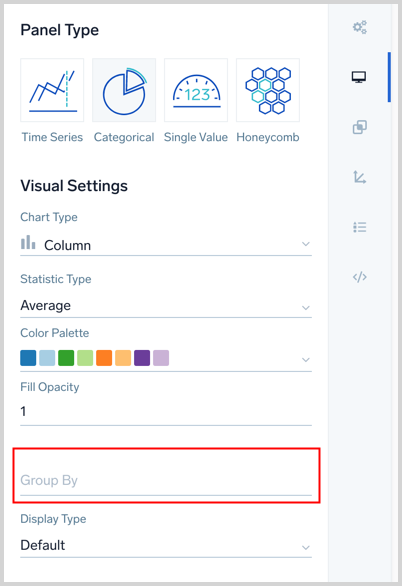 Panel Type
123
Time Series Categorical Single Value Honeycomb
Visual Settings
Chart Type
Column
Statistic Type
Average
Color Palette
Fill Opacity
1
Group By
Display Type
Default